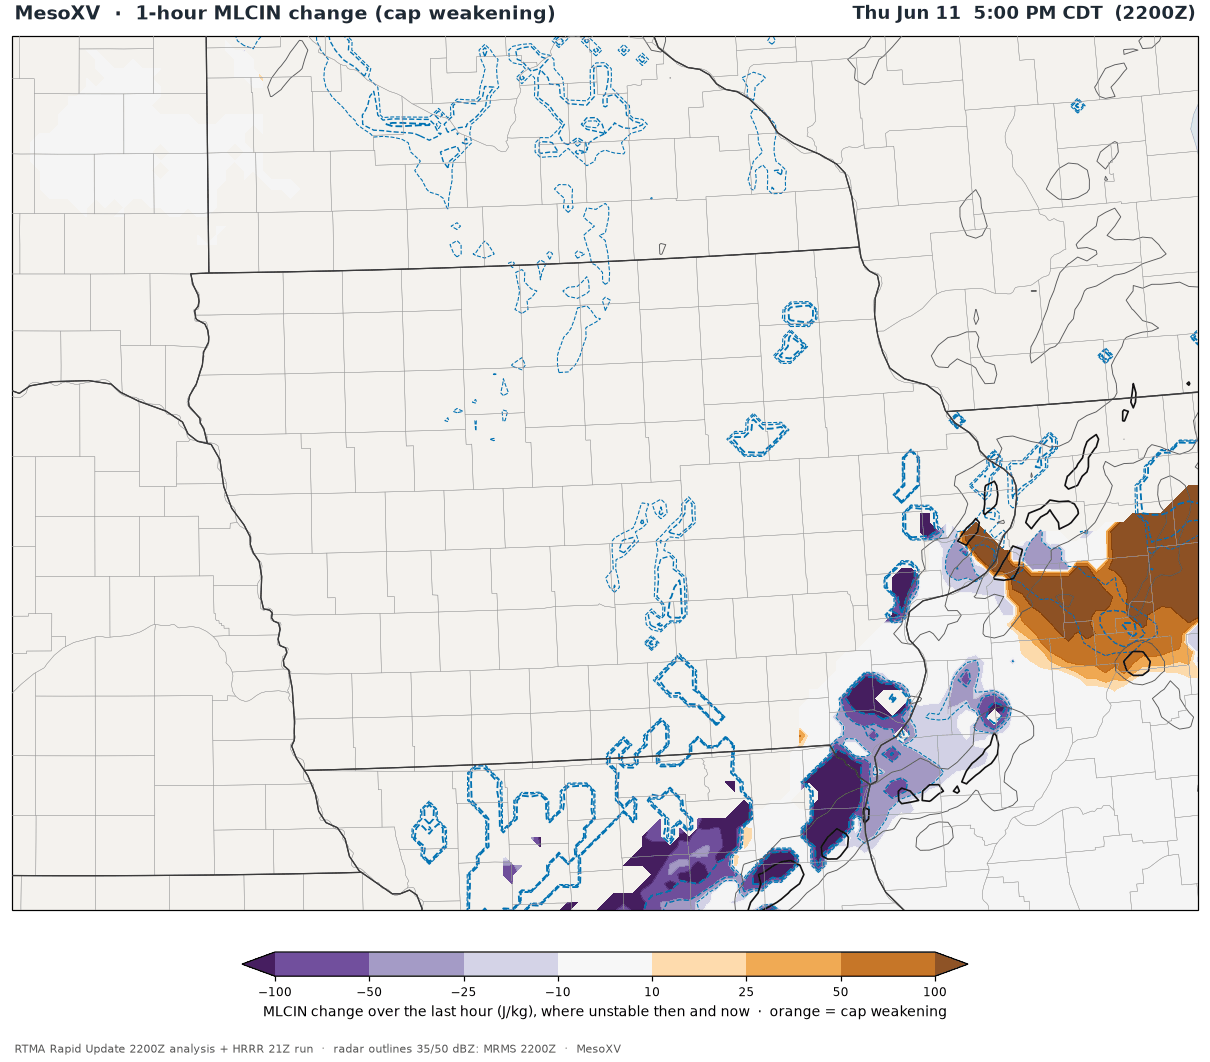 MesoXV · 1-hour MLCIN change (cap weakening)
Thu Jun 11 5:00 PM CDT (2200Z)
−100 −50 −25 −10 10 25 50 100
MLCIN change over the last hour (J/kg), where unstable then and now · orange = cap weakening
RTMA Rapid Update 2200Z analysis + HRRR 21Z run · radar outlines 35/50 dBZ: MRMS 2200Z · MesoXV